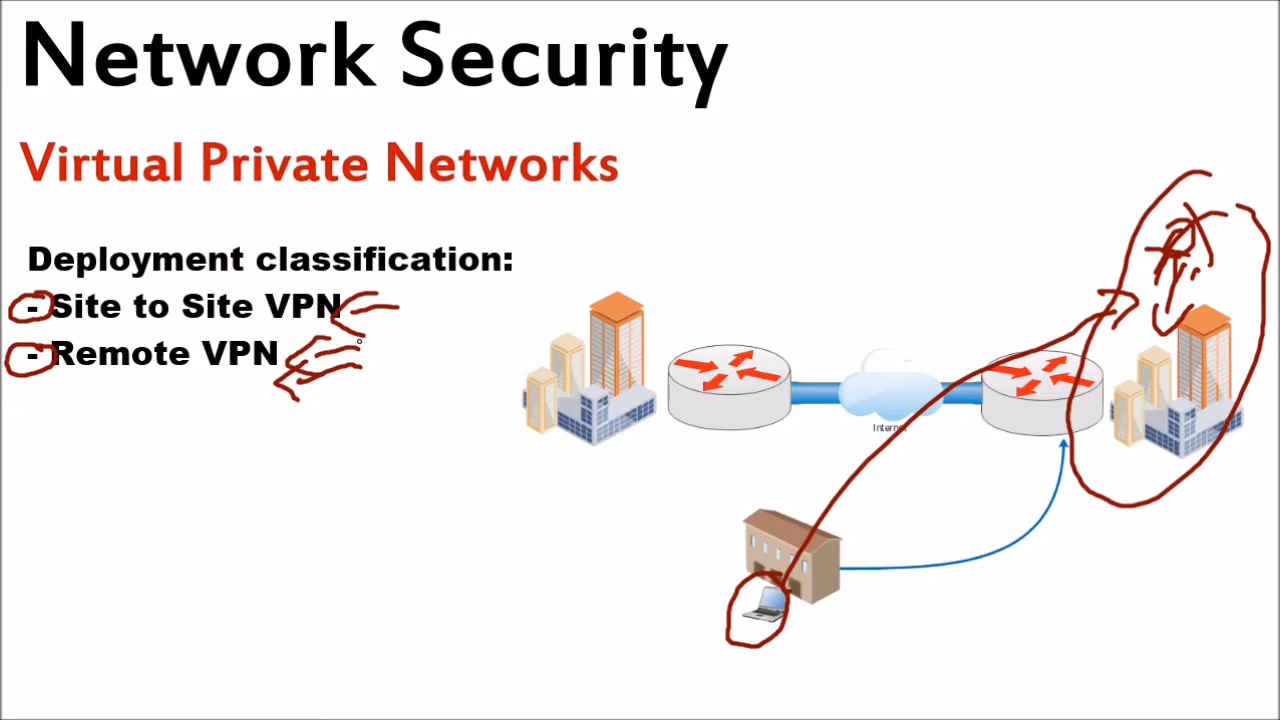 Network Security
Virtual Private Networks
Deployment classification:
- Site to Site VPN
- Remote VPN
Internet